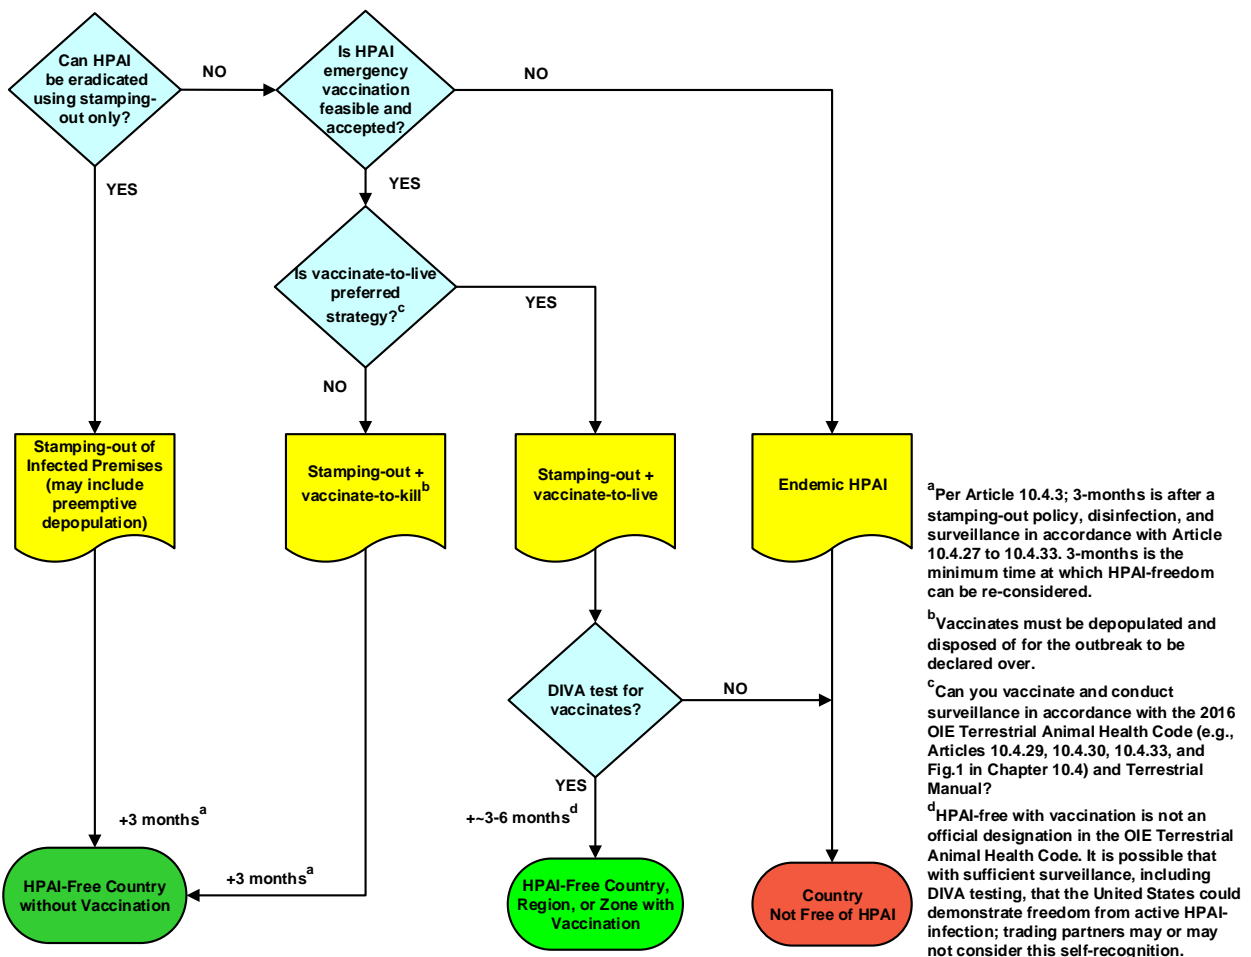 Can HPAI
be eradicated
using stamping-
out only?
NO
Is HPAI
emergency
vaccination
feasible and
accepted?
NO
YES
YES
Is vaccinate-to-live
preferred
strategy?c
YES
NO
Stamping-out of
Infected Premises
(may include
preemptive
depopulation)
Stamping-out +
vaccinate-to-killb
Stamping-out +
vaccinate-to-live
Endemic HPAI
DIVA test for
vaccinates?
NO
YES
+~3-6 monthsd
+3 monthsa
+3 monthsa
HPAI-Free Country
without Vaccination
HPAI-Free Country,
Region, or Zone with
Vaccination
Country
Not Free of HPAI
aPer Article 10.4.3; 3-months is after a
stamping-out policy, disinfection, and
surveillance in accordance with Article
10.4.27 to 10.4.33. 3-months is the
minimum time at which HPAI-freedom
can be re-considered.
bVaccinates must be depopulated and
disposed of for the outbreak to be
declared over.
cCan you vaccinate and conduct
surveillance in accordance with the 2016
OIE Terrestrial Animal Health Code (e.g.,
Articles 10.4.29, 10.4.30, 10.4.33, and
Fig.1 in Chapter 10.4) and Terrestrial
Manual?
dHPAI-free with vaccination is not an
official designation in the OIE Terrestrial
Animal Health Code. It is possible that
with sufficient surveillance, including
DIVA testing, that the United States could
demonstrate freedom from active HPAI-
infection; trading partners may or may
not consider this self-recognition.